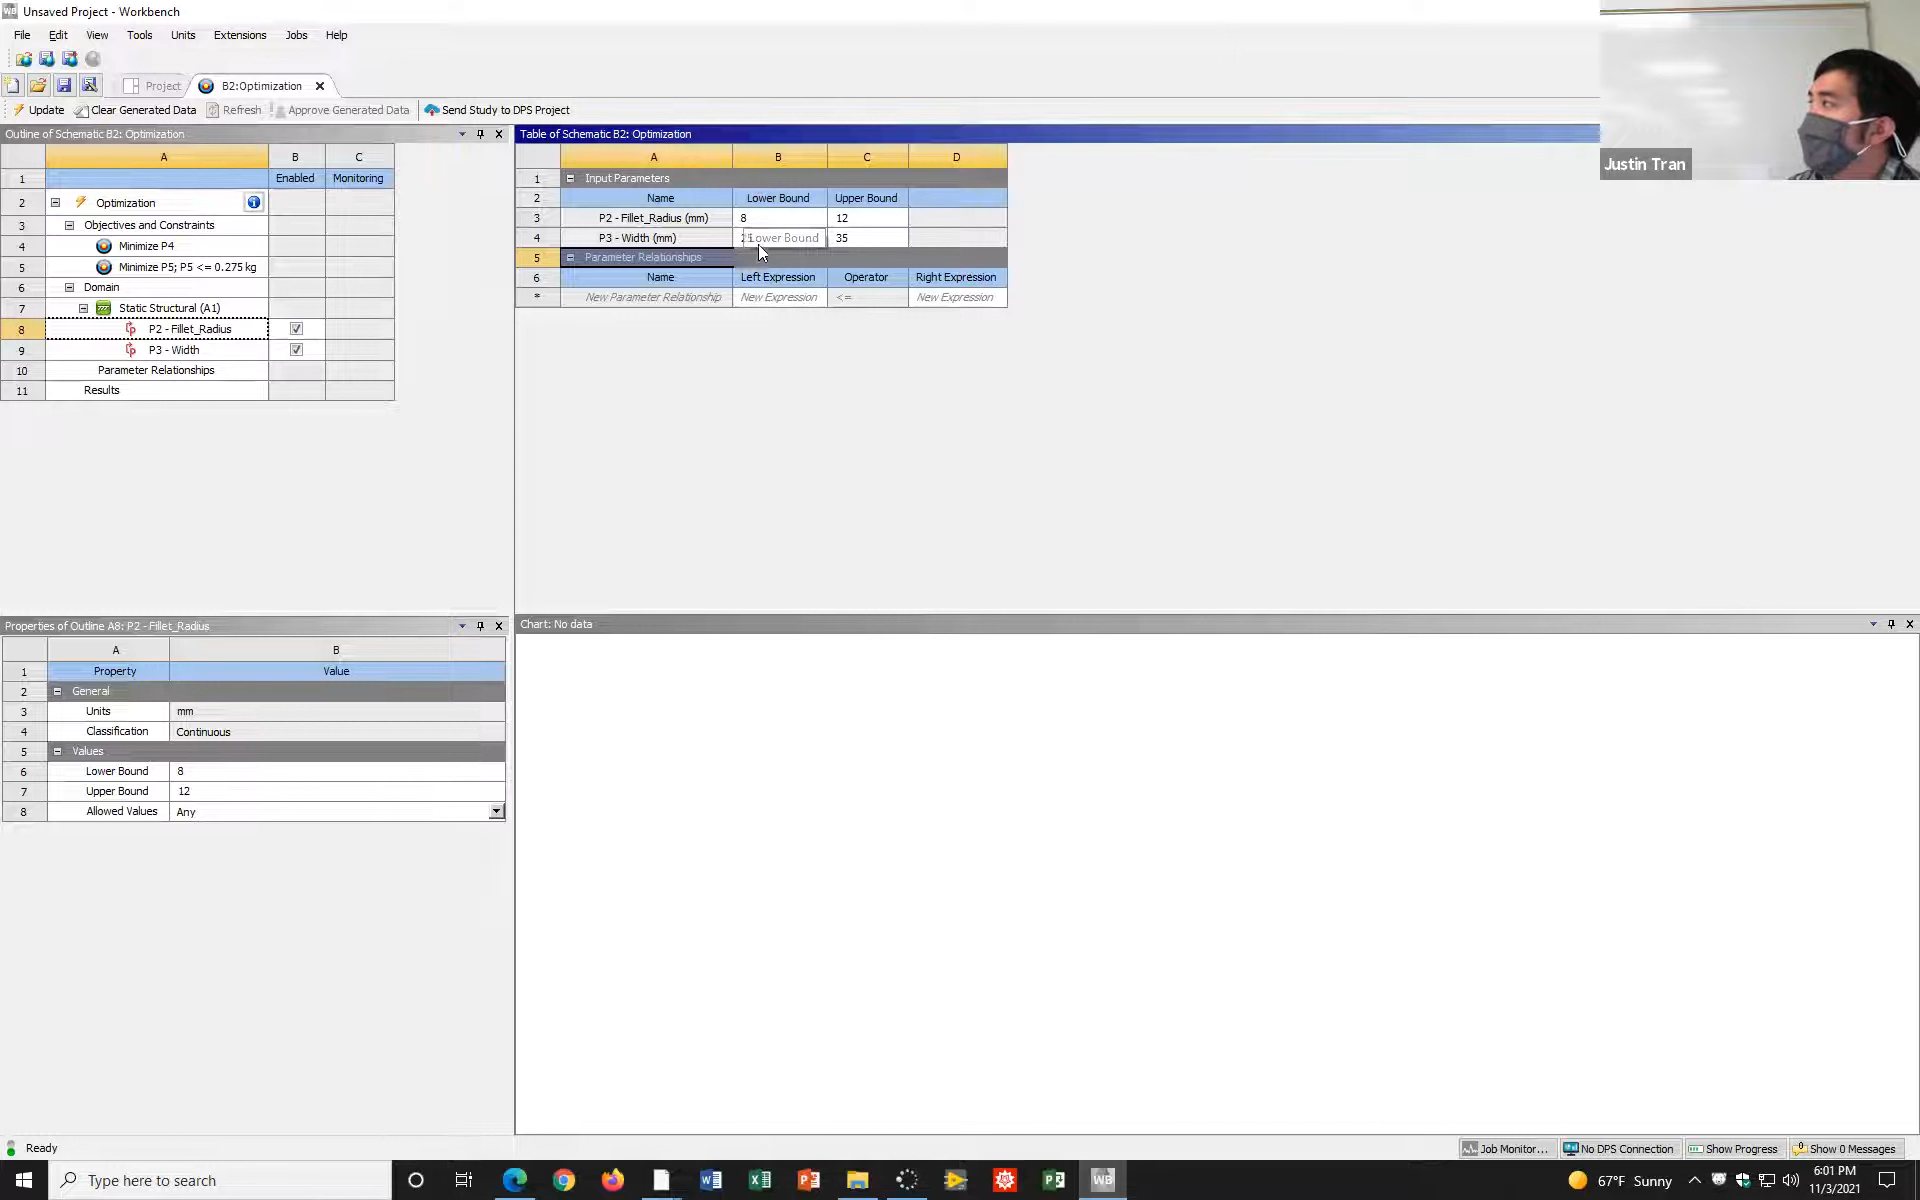 Unsaved Project - Workbench
File Edit View Tools Units Extensions Jobs Help
Project B2:Optimization
Update Clear Generated Data Refresh Approve Generated Data Send Study to DPS Project
Outline of Schematic B2: Optimization
A B C
1 Enabled Monitoring
2 Optimization
3 Objectives and Constraints
4 Minimize P4
5 Minimize P5; P5 <= 0.275 kg
6 Domain
7 Static Structural (A1)
8 P2 - Fillet_Radius
9 P3 - Width
10 Parameter Relationships
11 Results
Table of Schematic B2: Optimization
A B C D
1 Input Parameters
2 Name Lower Bound Upper Bound
3 P2 - Fillet_Radius (mm) 8 12
4 P3 - Width (mm) Lower Bound 35
5 Parameter Relationships
6 Name Left Expression Operator Right Expression
* New Parameter Relationship New Expression <= New Expression
Justin Tran
Properties of Outline A8: P2 - Fillet_Radius
A B
1 Property Value
2 General
3 Units mm
4 Classification Continuous
5 Values
6 Lower Bound 8
7 Upper Bound 12
8 Allowed Values Any
Chart: No data
Ready
Job Monitor... No DPS Connection Show Progress Show 0 Messages
Type here to search
67°F Sunny
6:01 PM
11/3/2021